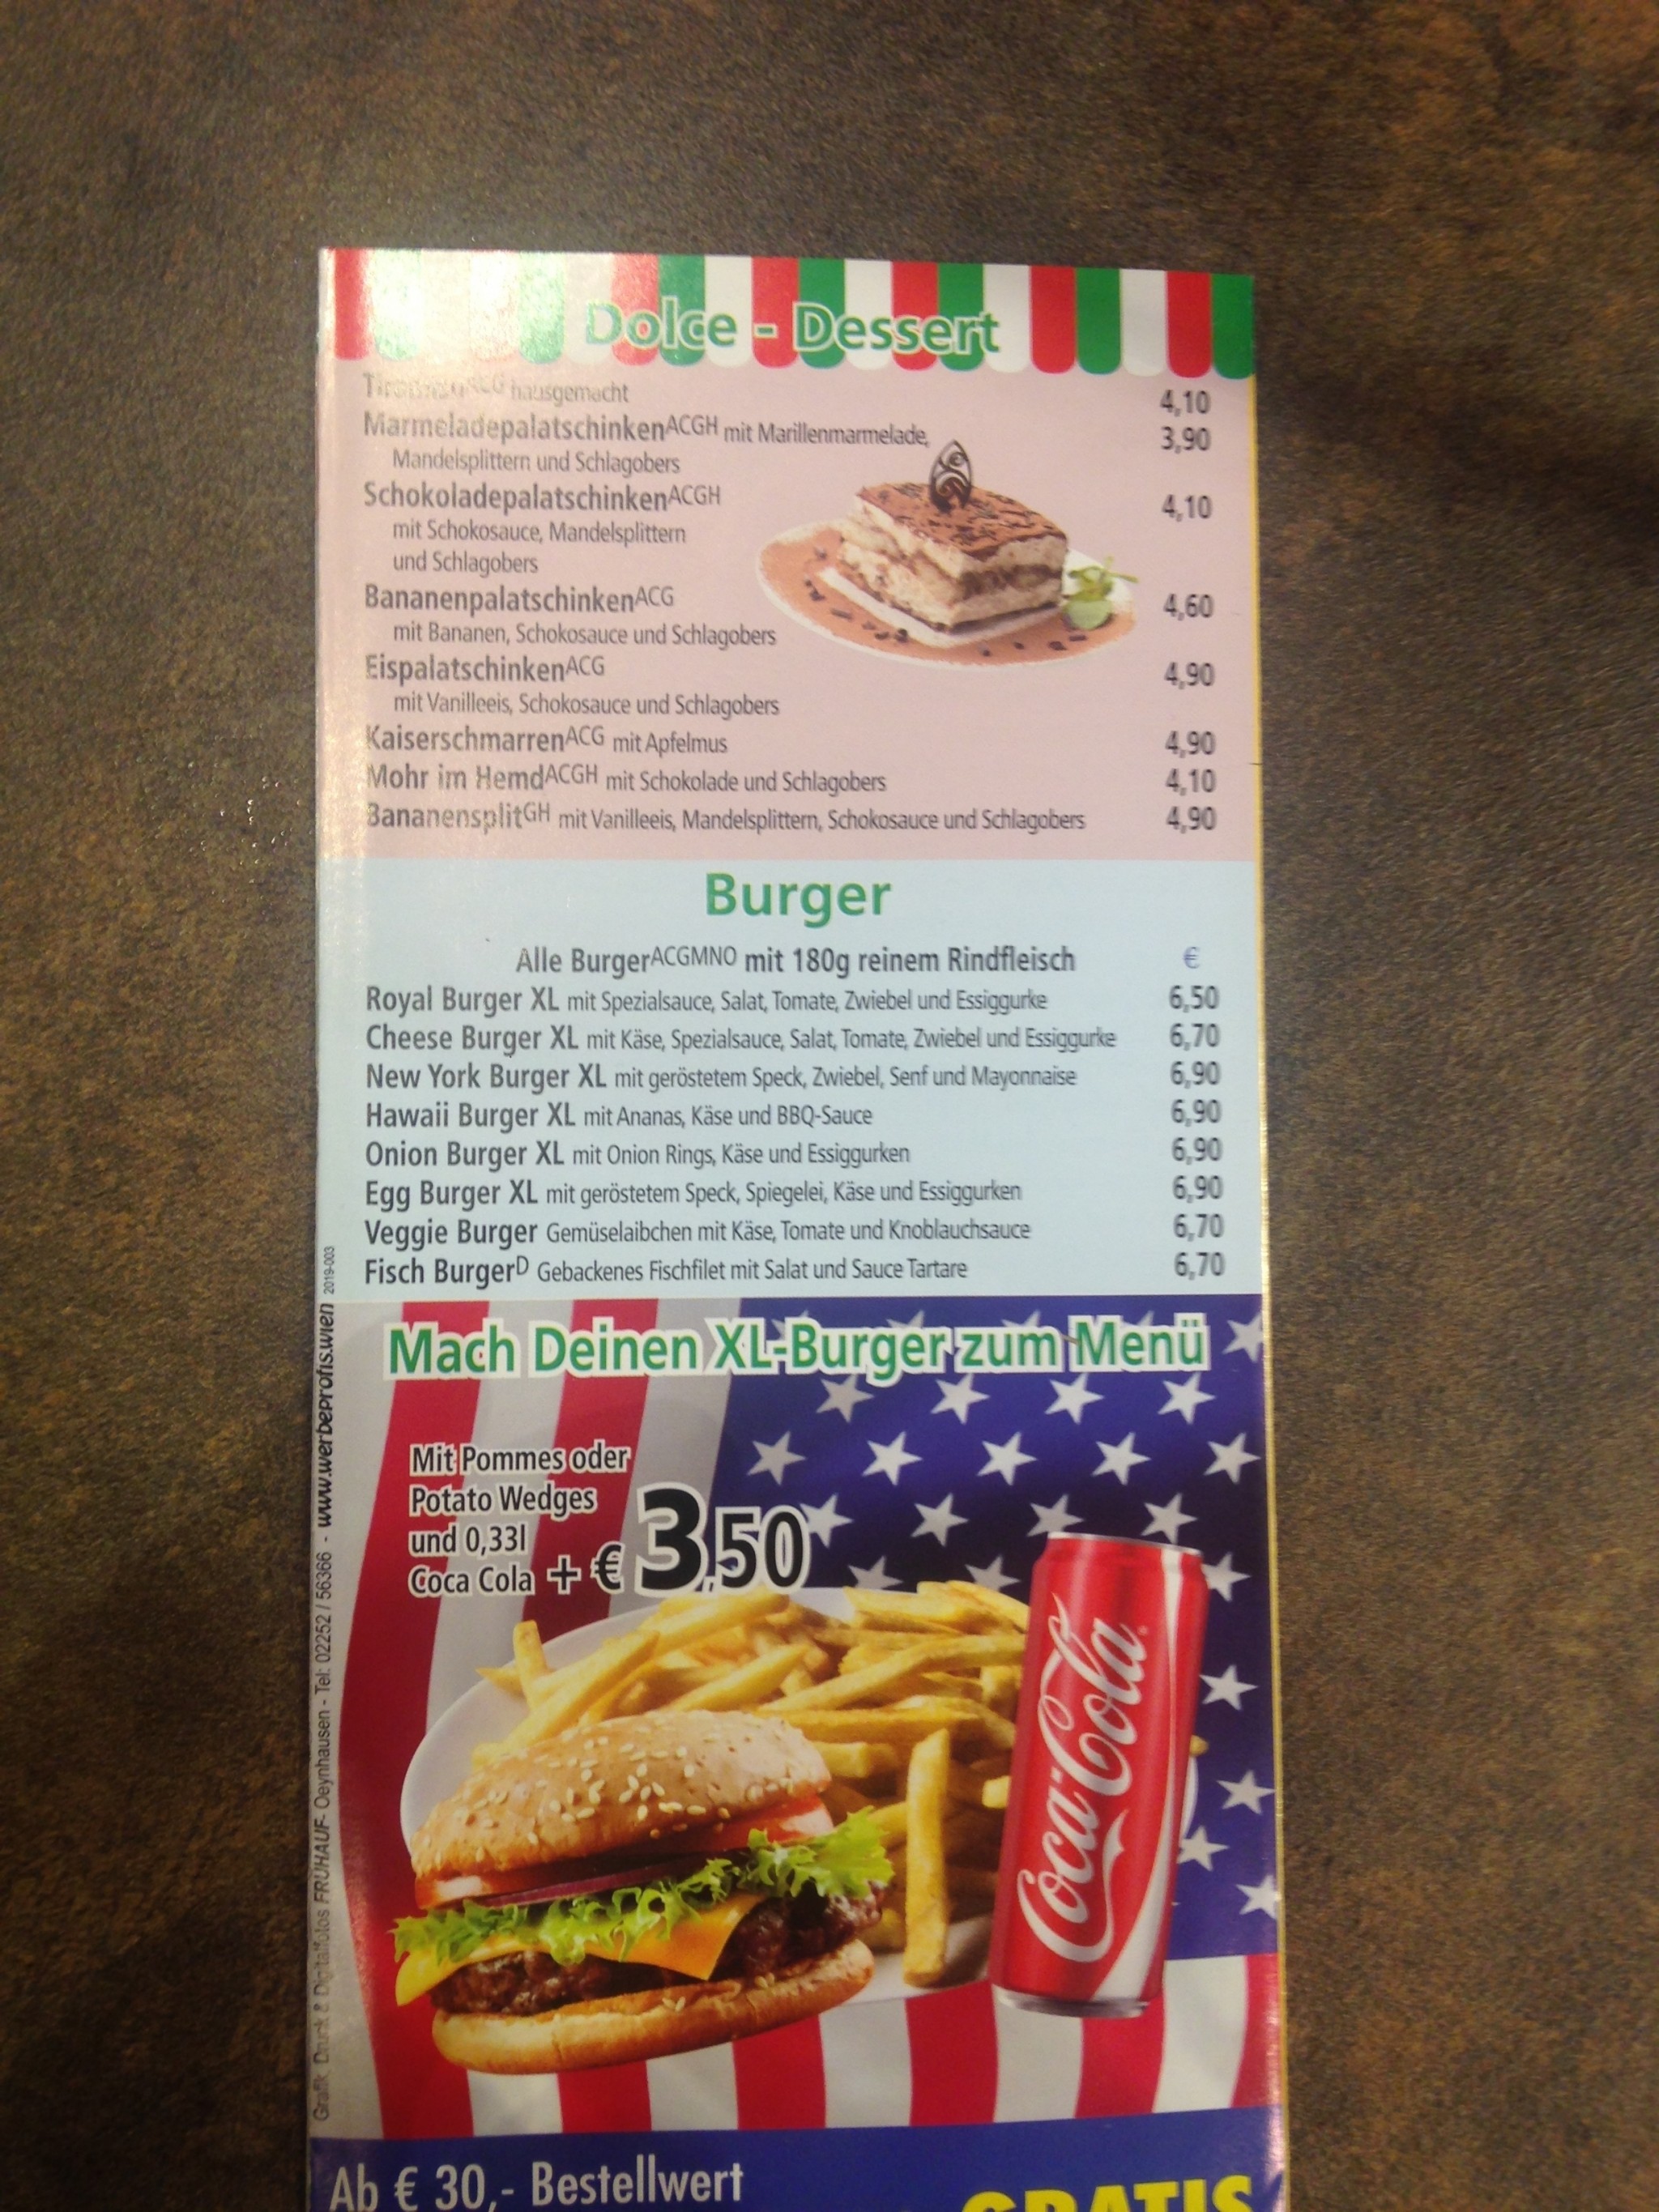 Dolce - Dessert
hausgemacht 4,10
MarmeladepalatschinkenACGH mit Marillenmarmelade, 3,90
Mandelsplittern und Schlagobers
SchokoladepalatschinkenACGH 4,10
mit Schokosauce, Mandelsplittern
und Schlagobers
BananenpalatschinkenACG 4,60
mit Bananen, Schokosauce und Schlagobers
EispalatschinkenACG 4,90
mit Vanilleeis, Schokosauce und Schlagobers
KaiserschmarrenACG mit Apfelmus 4,90
Mohr im HemdACGH mit Schokolade und Schlagobers 4,10
BananensplitGH mit Vanilleeis, Mandelsplittern, Schokosauce und Schlagobers 4,90
Burger
Alle BurgerACGMNO mit 180g reinem Rindfleisch €
Royal Burger XL mit Spezialsauce, Salat, Tomate, Zwiebel und Essiggurke 6,50
Cheese Burger XL mit Käse, Spezialsauce, Salat, Tomate, Zwiebel und Essiggurke 6,70
New York Burger XL mit geröstetem Speck, Zwiebel, Senf und Mayonnaise 6,90
Hawaii Burger XL mit Ananas, Käse und BBQ-Sauce 6,90
Onion Burger XL mit Onion Rings, Käse und Essiggurken 6,90
Egg Burger XL mit geröstetem Speck, Spiegelei, Käse und Essiggurken 6,90
Veggie Burger Gemüselaibchen mit Käse, Tomate und Knoblauchsauce 6,70
Fisch BurgerD Gebackenes Fischfilet mit Salat und Sauce Tartare 6,70
Mach Deinen XL-Burger zum Menü
Mit Pommes oder
Potato Wedges
und 0,33l
Coca Cola + € 3,50
Coca-Cola
Grafik Druck & Digitalfotos FRÜHAUF- Oeynhausen - Tel: 02252 / 56366 - www.werbeprofis.wien 2019-003
Ab € 30,- Bestellwert
GRATIS